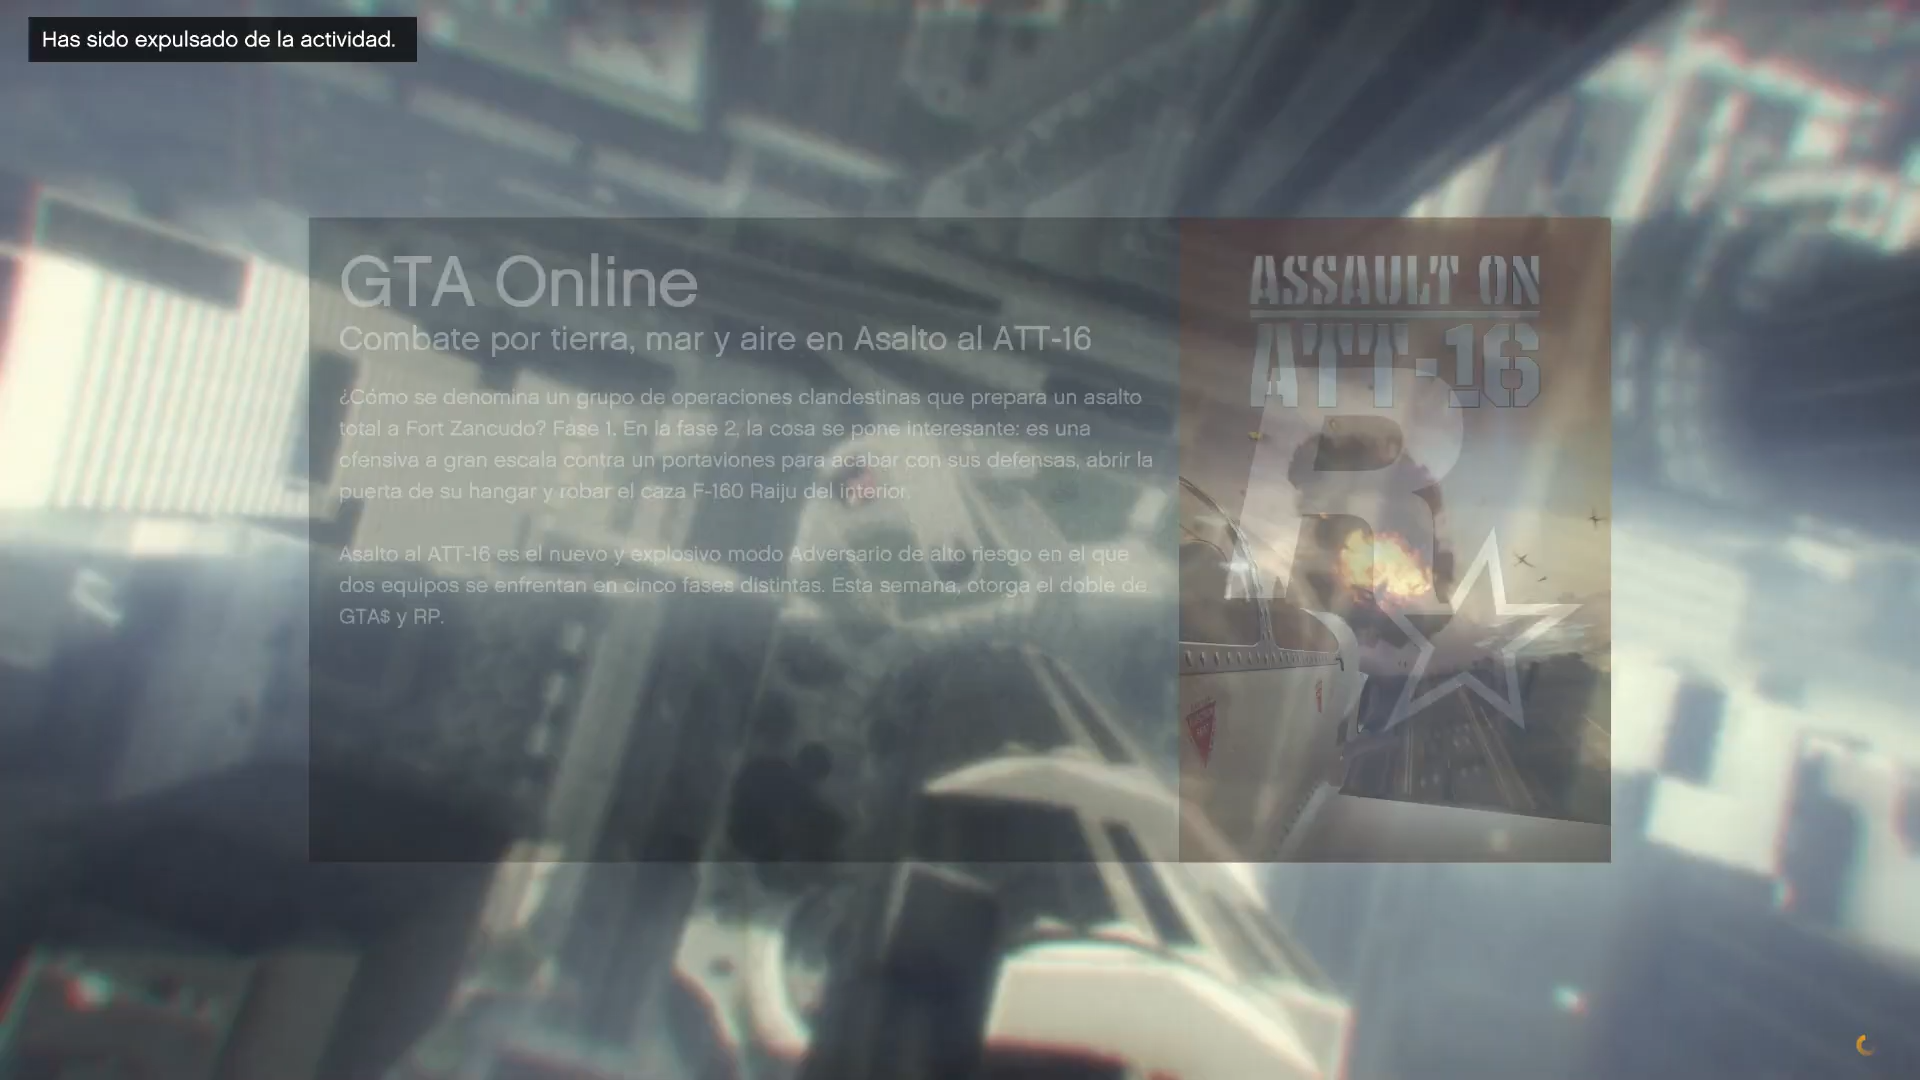 Has sido expulsado de la actividad.
GTA Online
Combate por tierra, mar y aire en Asalto al ATT-16
¿Cómo se denomina un grupo de operaciones clandestinas que prepara un asalto
total a Fort Zancudo? Fase 1. En la fase 2, la cosa se pone interesante: es una
ofensiva a gran escala contra un portaviones para acabar con sus defensas, abrir la
puerta de su hangar y robar el caza F-160 Raiju del interior.
Asalto al ATT-16 es el nuevo y explosivo modo Adversario de alto riesgo en el que
dos equipos se enfrentan en cinco fases distintas. Esta semana, otorga el doble de
GTA$ y RP.
ASSAULT ON
ATT-16
R